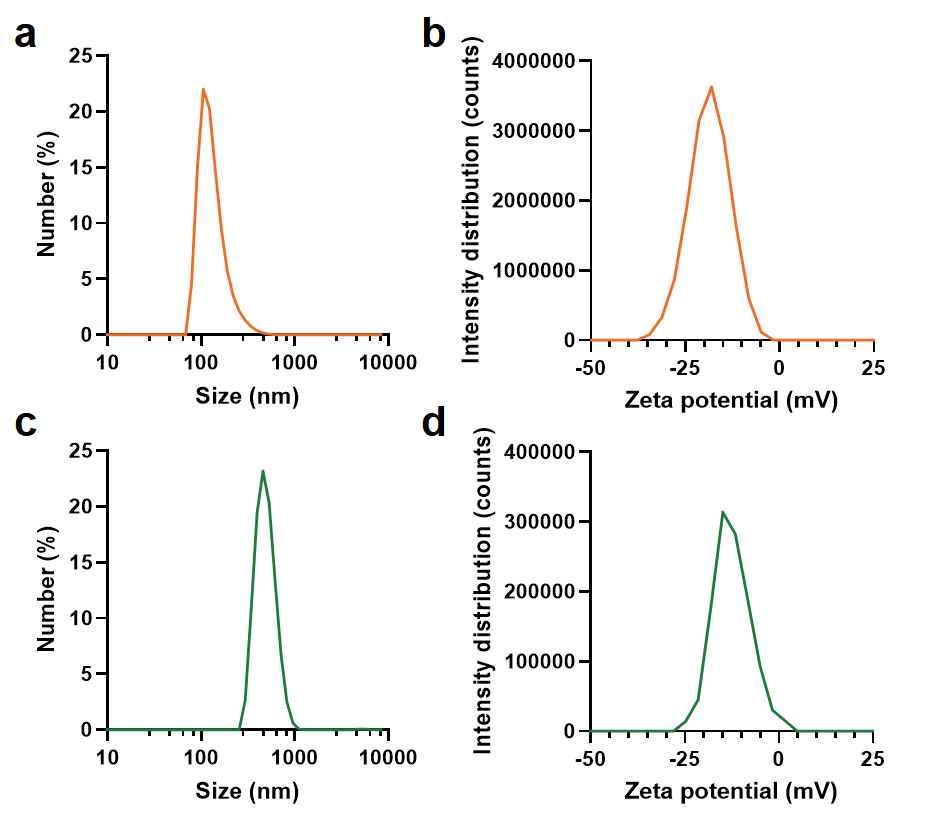 a
Number (%)
25
20
15
10
5
0
10 100 1000 10000
Size (nm)
b
Intensity distribution (counts)
4000000
3000000
2000000
1000000
0
-50 -25 0 25
Zeta potential (mV)
c
Number (%)
25
20
15
10
5
0
10 100 1000 10000
Size (nm)
d
Intensity distribution (counts)
400000
300000
200000
100000
0
-50 -25 0 25
Zeta potential (mV)